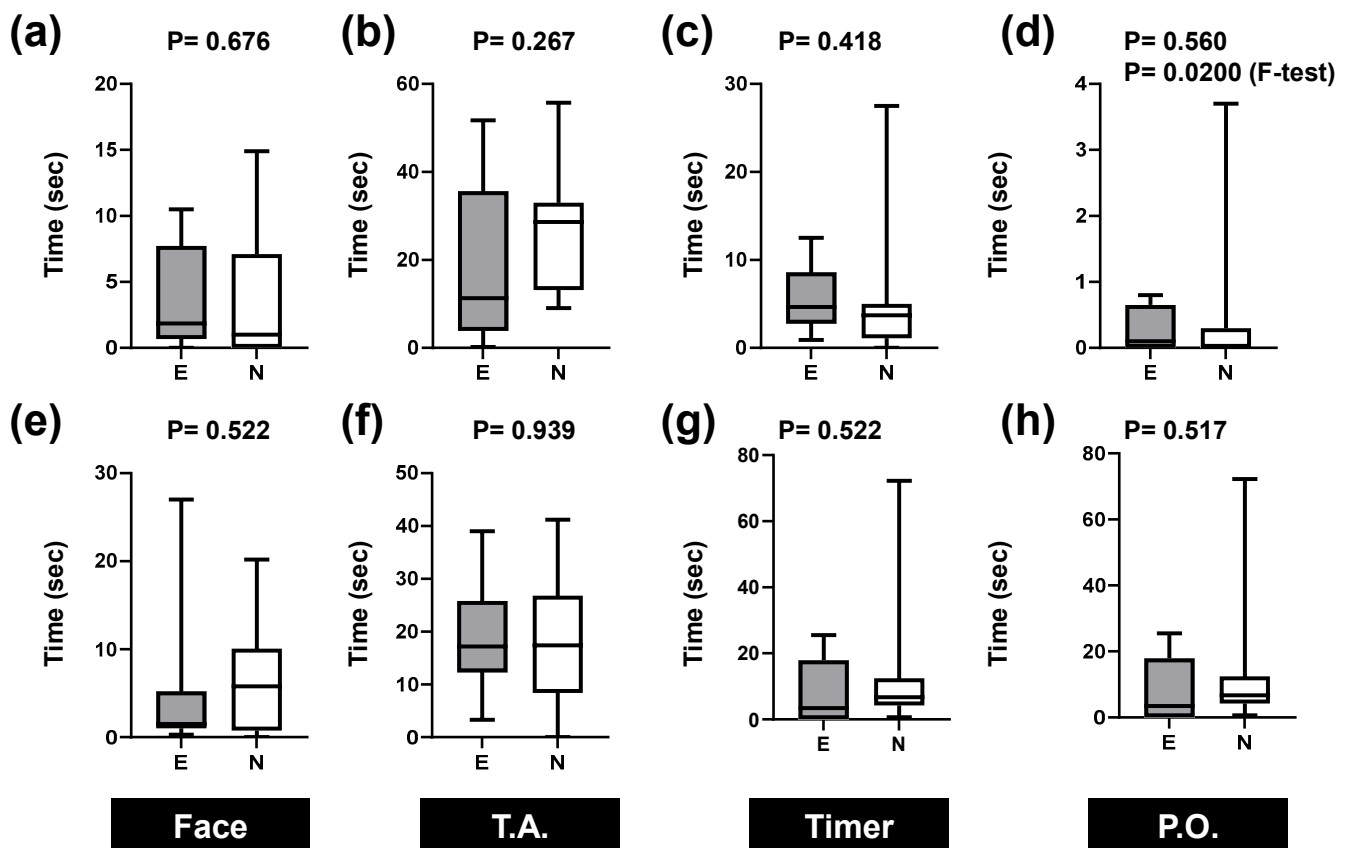 (a)
P= 0.676
20
15
10
5
0
Time (sec)
E N
(b)
P= 0.267
60
40
20
0
Time (sec)
E N
(c)
P= 0.418
30
20
10
0
Time (sec)
E N
(d)
P= 0.560
P= 0.0200 (F-test)
4
3
2
1
0
Time (sec)
E N
(e)
P= 0.522
30
20
10
0
Time (sec)
E N
(f)
P= 0.939
50
40
30
20
10
0
Time (sec)
E N
(g)
P= 0.522
80
60
40
20
0
Time (sec)
E N
(h)
P= 0.517
80
60
40
20
0
Time (sec)
E N
Face
T.A.
Timer
P.O.